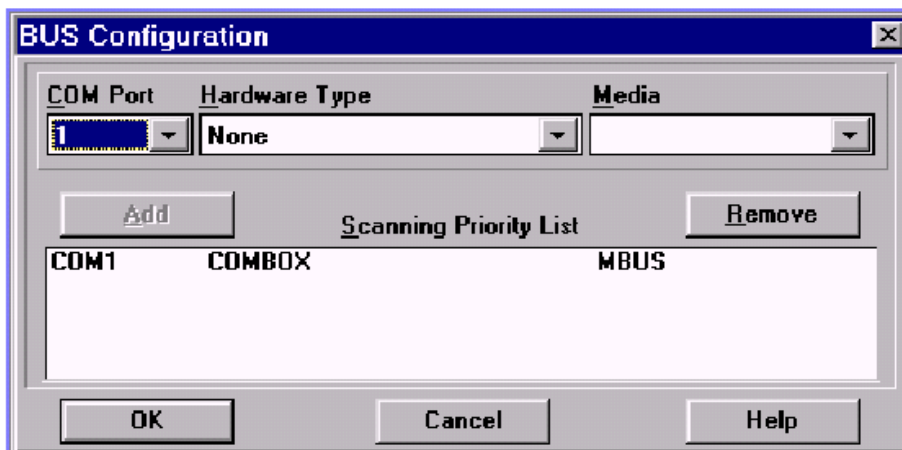 BUS Configuration
COM Port Hardware Type Media
1 None
Add Scanning Priority List Remove
COM1 COMBOX MBUS
OK Cancel Help